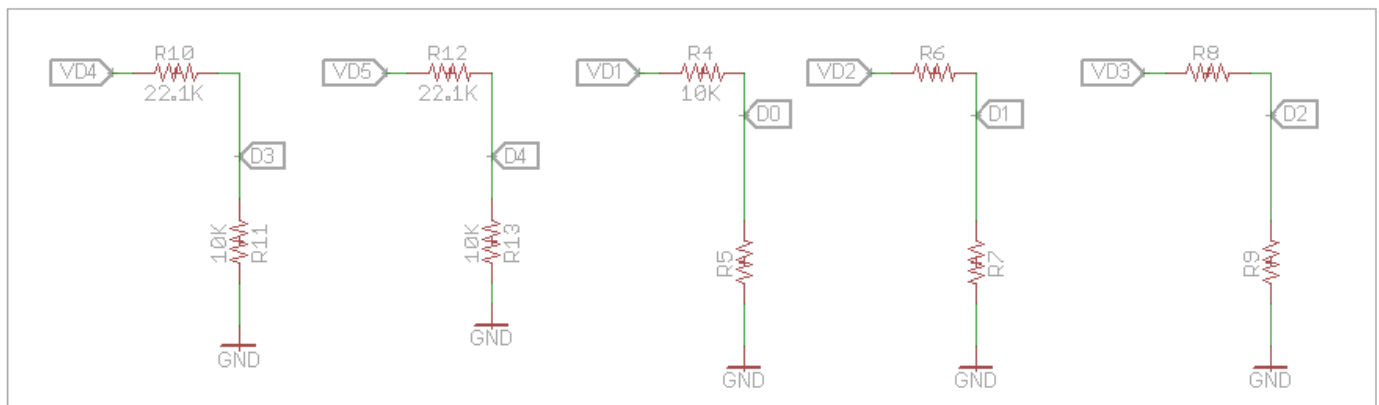 R10
VD4
22.1K
D3
10K
R11
GND
R12
VD5
22.1K
D4
10K
R13
GND
R4
VD1
10K
D0
R5
GND
R6
VD2
D1
R7
GND
R8
VD3
D2
R9
GND